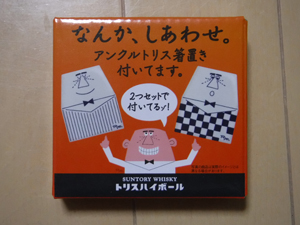 なんか、しあわせ。
アンクルトリス箸置き
付いてます。
2つセットで
付いてるッ!
SUNTORY WHISKY
トリスハイボール